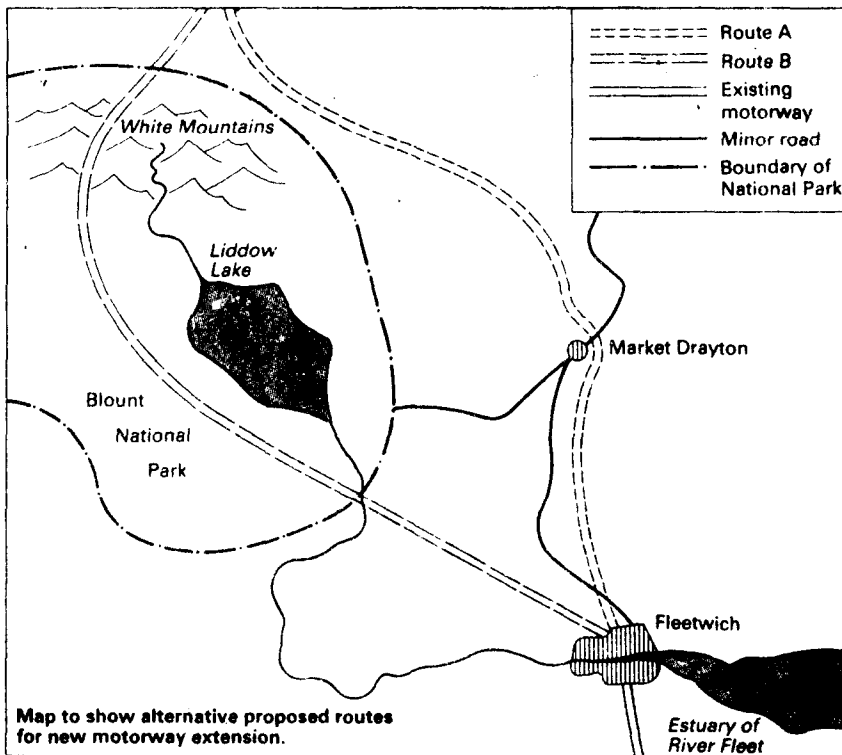 Route A
Route B
Existing
motorway
Minor road
Boundary of
National Park
White Mountains
Liddow
Lake
Market Drayton
Blount
National
Park
Fleetwich
Map to show alternative proposed routes
for new motorway extension.
Estuary of
River Fleet